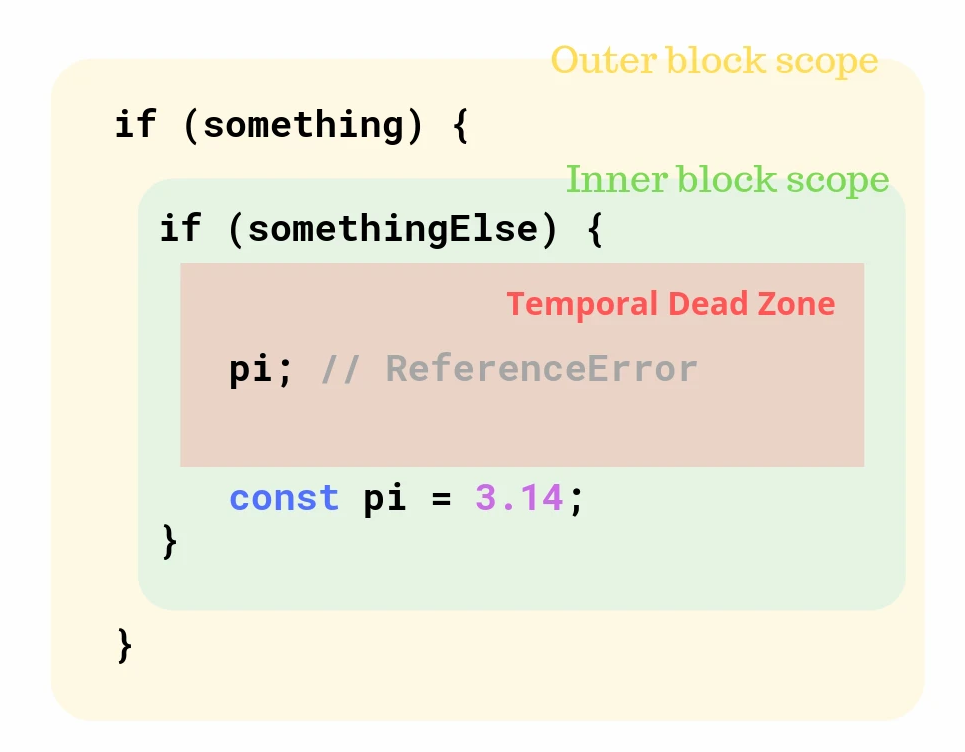 Outer block scope
if (something) {
Inner block scope
if (somethingElse) {
Temporal Dead Zone
pi; // ReferenceError
const pi = 3.14;
}
}